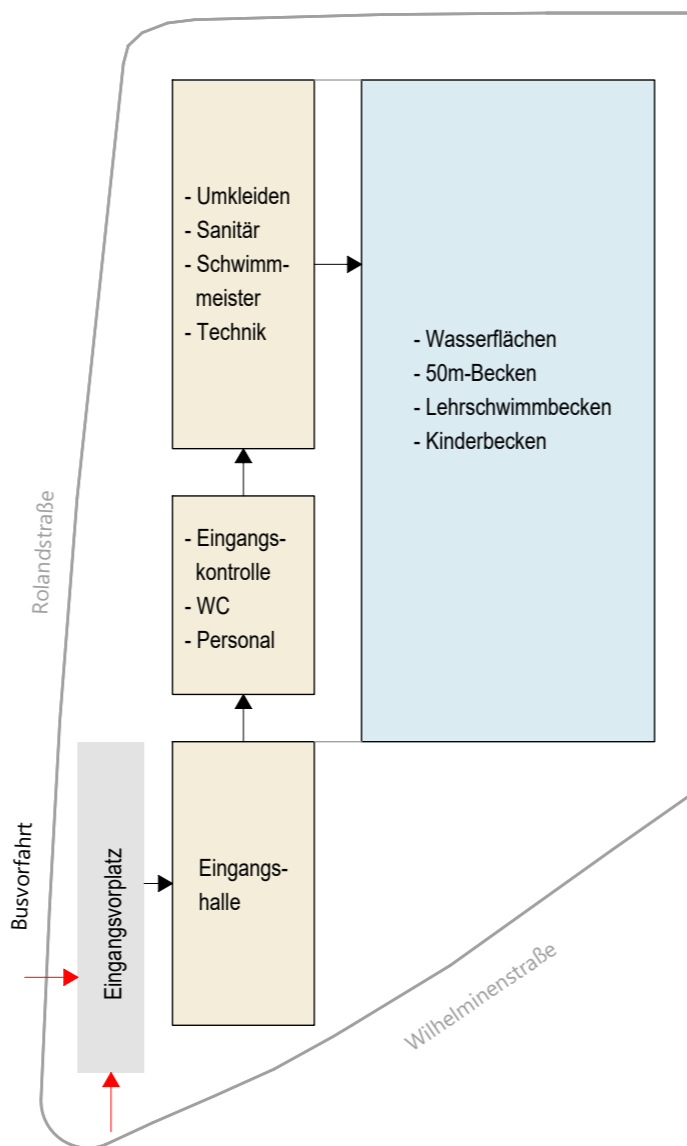 - Umkleiden
- Sanitär
- Schwimm-
meister
- Technik
- Wasserflächen
- 50m-Becken
- Lehrschwimmbecken
- Kinderbecken
Rolandstraße
- Eingangs-
kontrolle
- WC
- Personal
Busvorfahrt
Eingangsvorplatz
Eingangs-
halle
Wilhelminenstraße